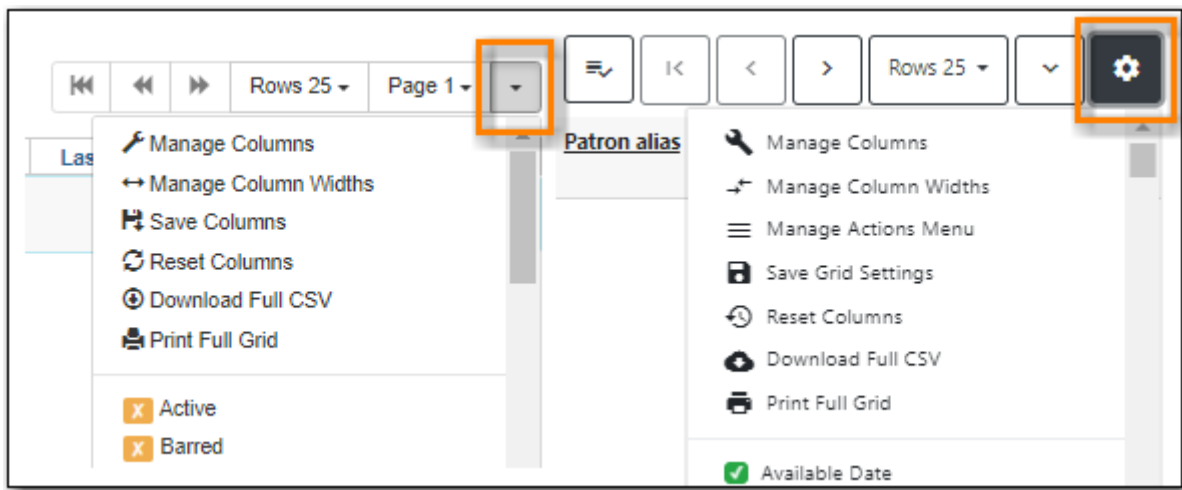 Rows 25
Page 1
Las
Manage Columns
Manage Column Widths
Save Columns
Reset Columns
Download Full CSV
Print Full Grid
X Active
X Barred
Rows 25
Patron alias
Manage Columns
Manage Column Widths
Manage Actions Menu
Save Grid Settings
Reset Columns
Download Full CSV
Print Full Grid
Available Date